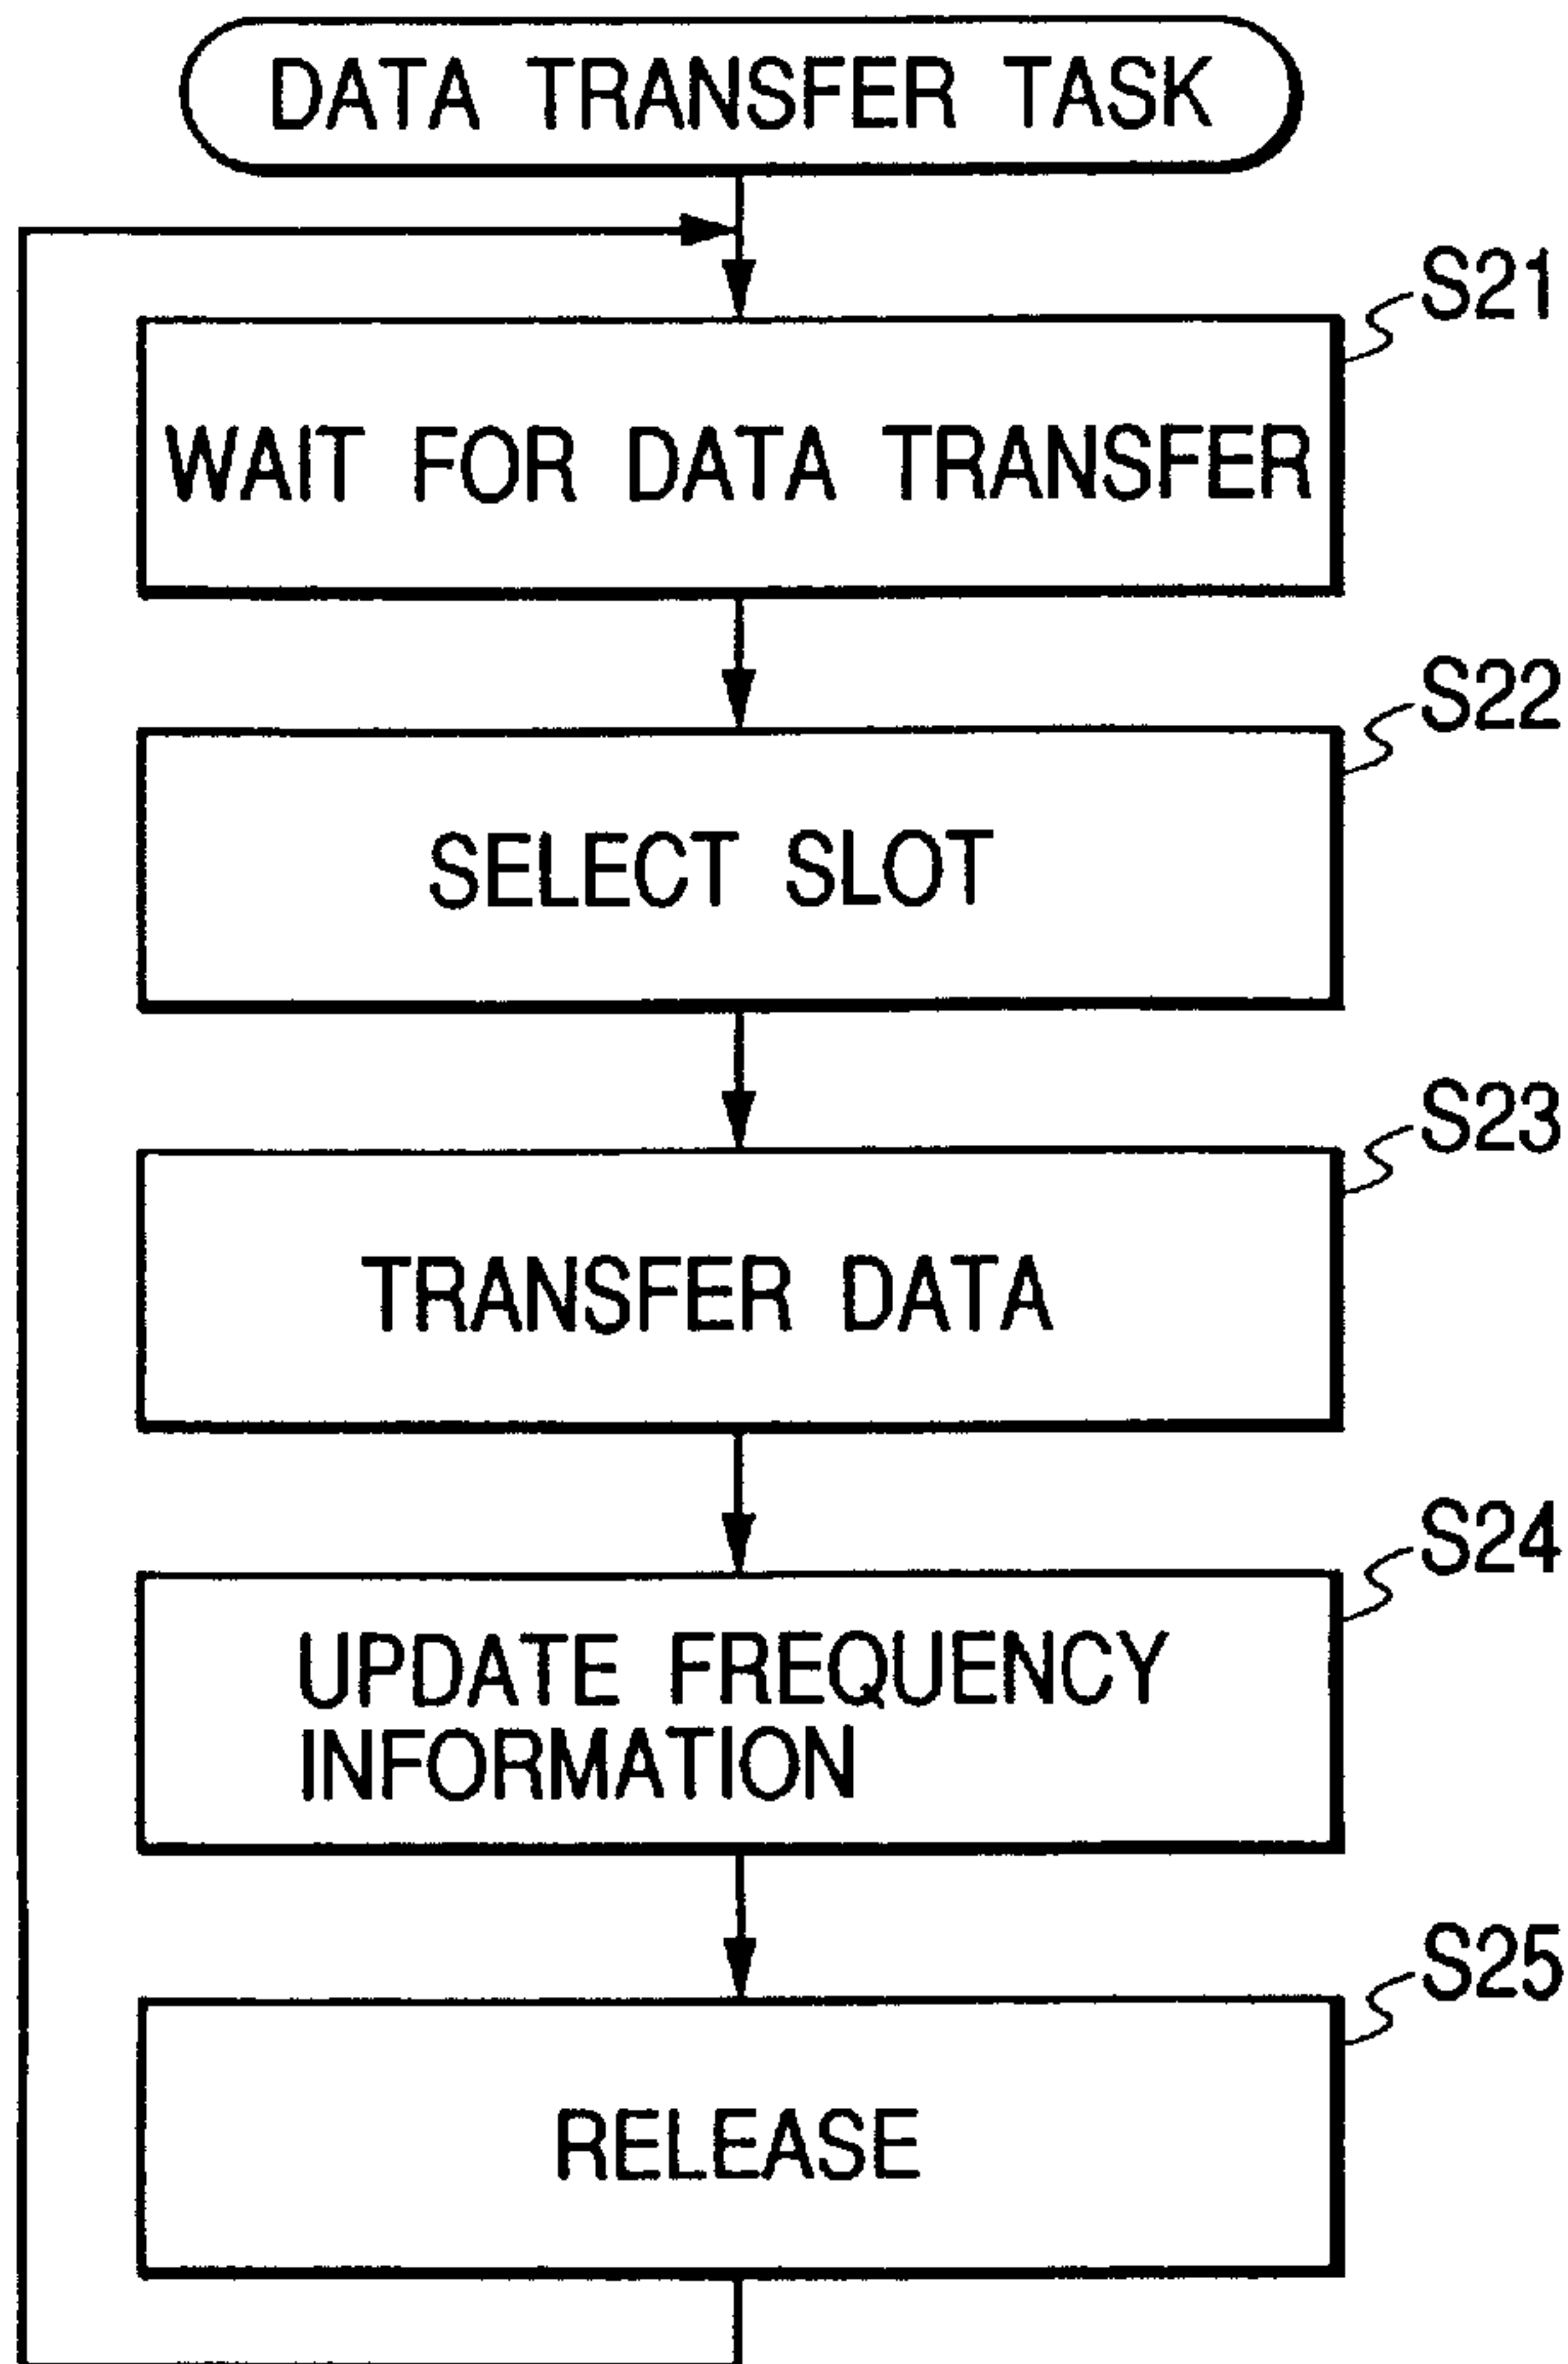 DATA TRANSFER TASK
S21
WAIT FOR DATA TRANSFER
S22
SELECT SLOT
S23
TRANSFER DATA
S24
UPDATE FREQUENCY
INFORMATION
S25
RELEASE